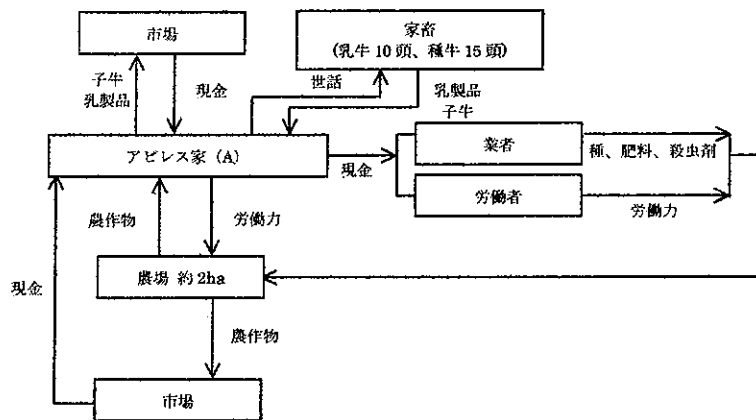 市場
家畜
(乳牛 10 頭、種牛 15 頭)
子牛
乳製品
現金
世話
乳製品
子牛
アビレス家 (A)
現金
業者
種、肥料、殺虫剤
労働者
労働力
農作物
労働力
農場 約 2ha
現金
農作物
市場